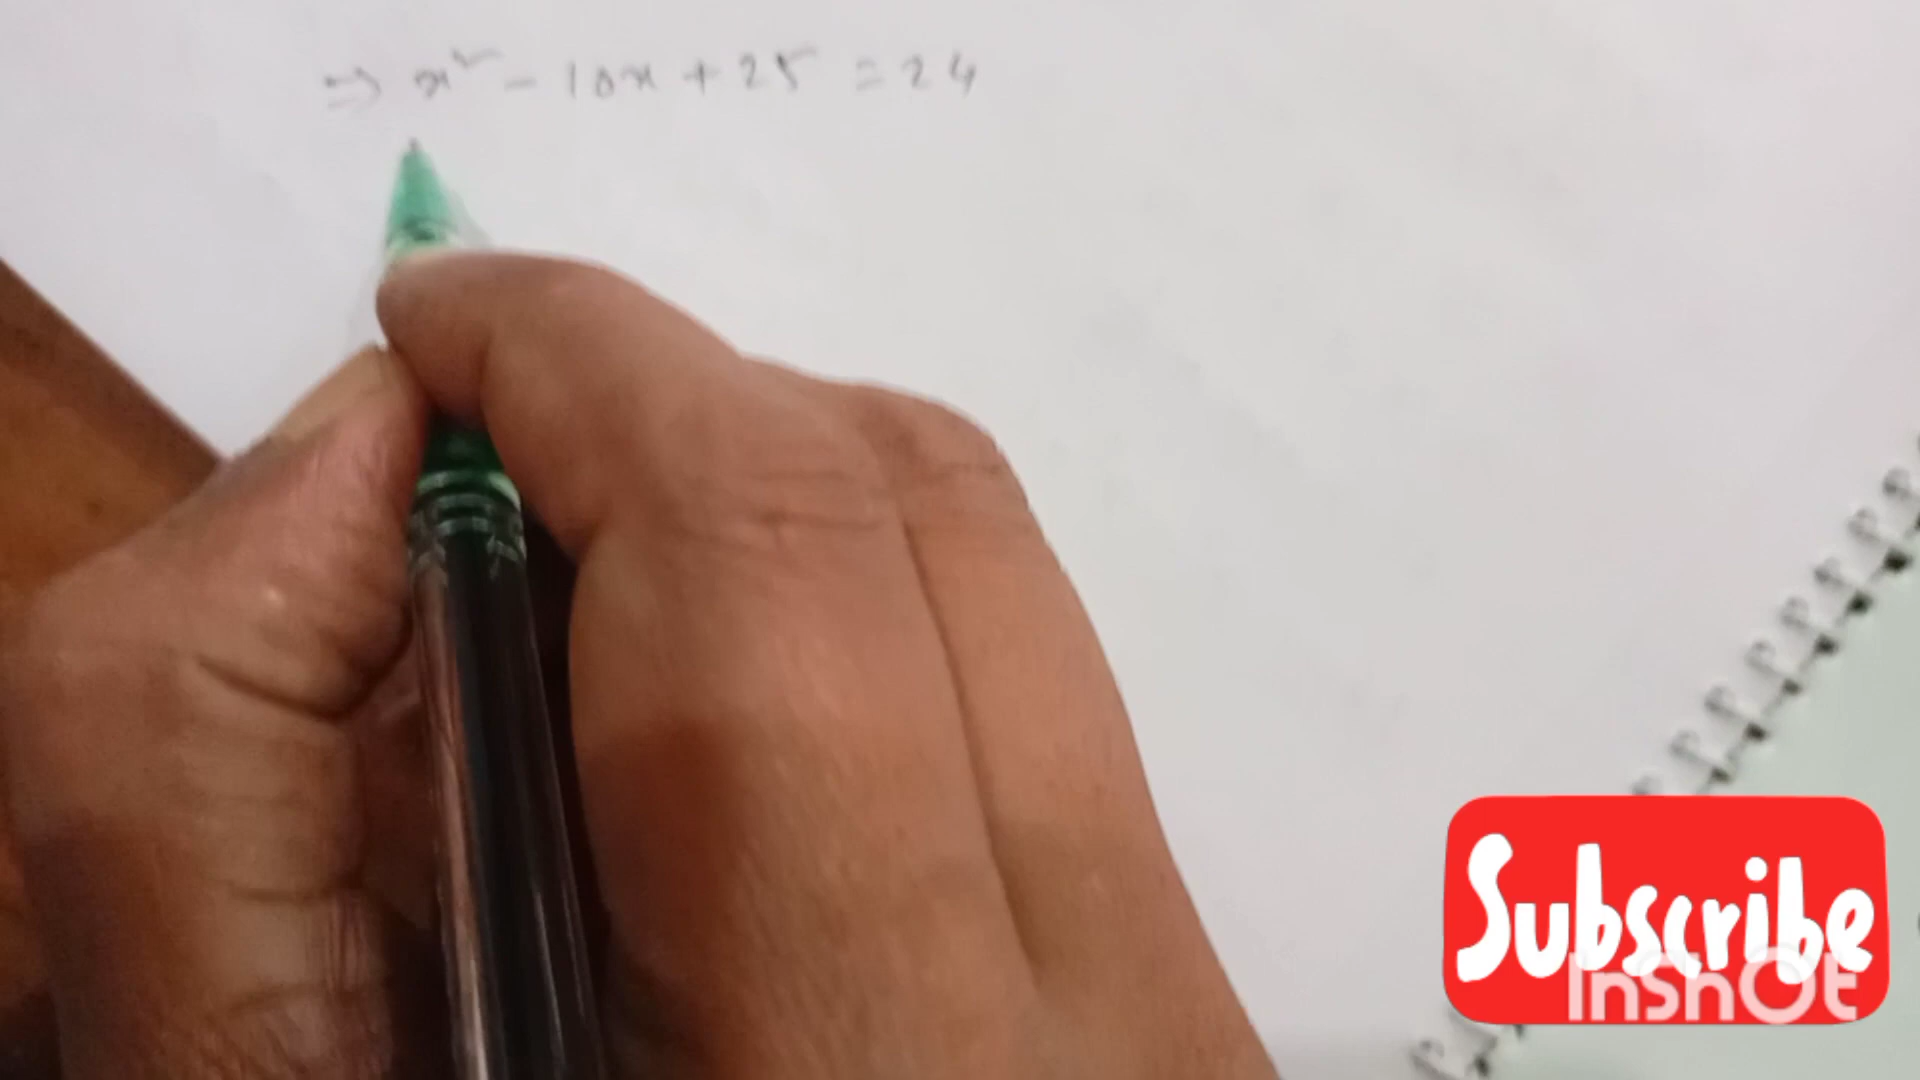 ⇒ x² - 10x + 25 = 24
Subscribe
InShOt